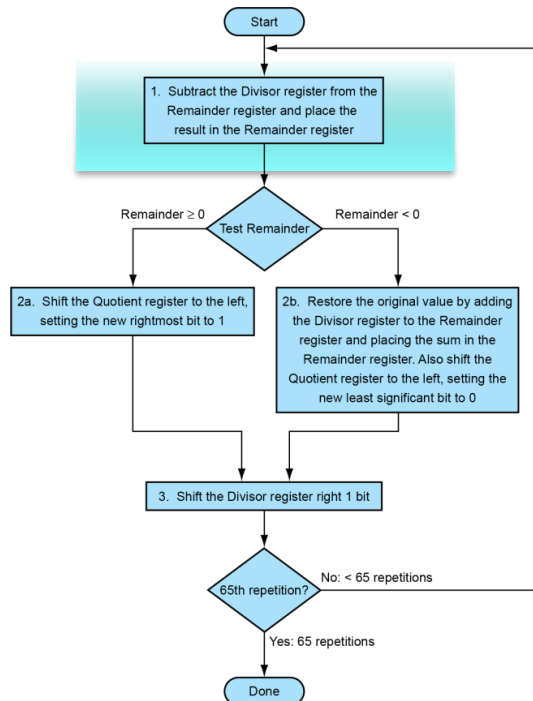 Start
1. Subtract the Divisor register from the
Remainder register and place the
result in the Remainder register
Remainder ≥ 0
Remainder < 0
Test Remainder
2a. Shift the Quotient register to the left,
setting the new rightmost bit to 1
2b. Restore the original value by adding
the Divisor register to the Remainder
register and placing the sum in the
Remainder register. Also shift the
Quotient register to the left, setting the
new least significant bit to 0
3. Shift the Divisor register right 1 bit
65th repetition?
No: < 65 repetitions
Yes: 65 repetitions
Done